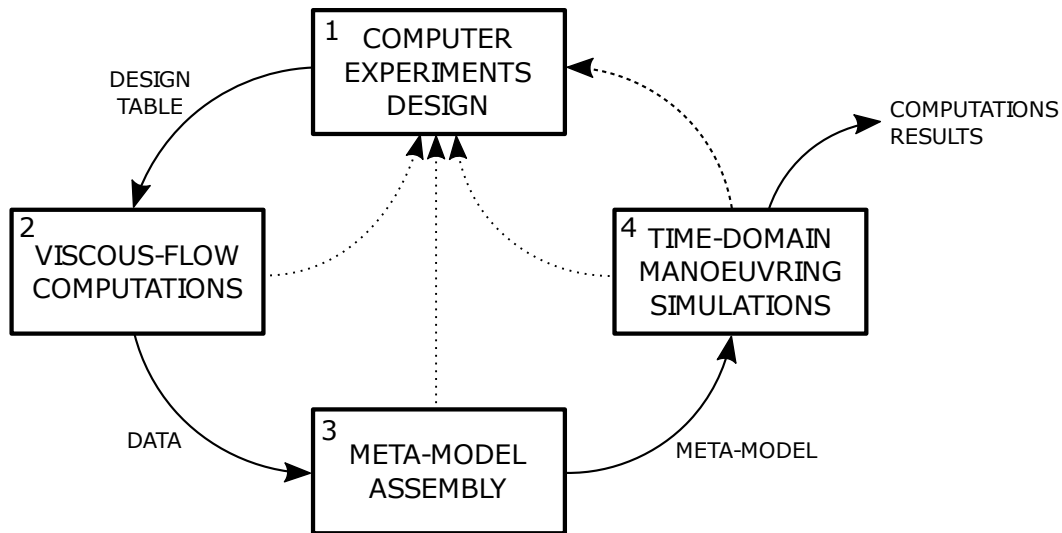 1
COMPUTER
EXPERIMENTS
DESIGN
DESIGN
TABLE
COMPUTATIONS
RESULTS
2
VISCOUS-FLOW
COMPUTATIONS
4
TIME-DOMAIN
MANOEUVRING
SIMULATIONS
DATA
3
META-MODEL
ASSEMBLY
META-MODEL